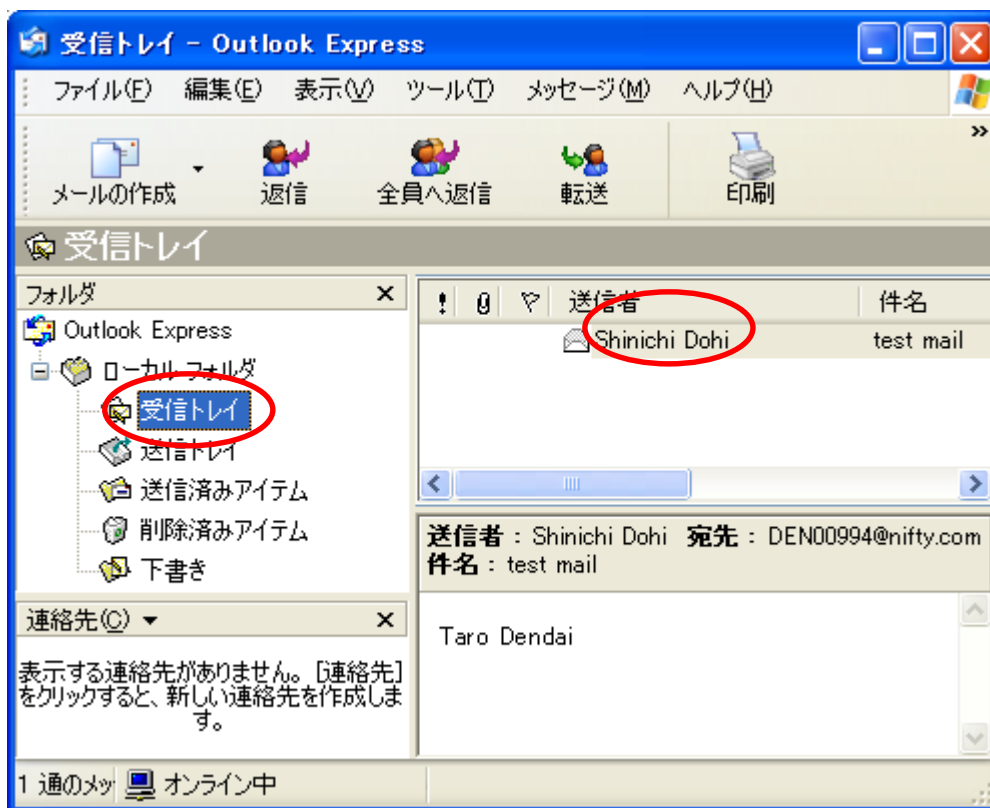 受信トレイ - Outlook Express
ファイル(F) 編集(E) 表示(V) ツール(T) メッセージ(M) ヘルプ(H)
メールの作成 返信 全員へ返信 転送 印刷
受信トレイ
フォルダ
Outlook Express
ローカル フォルダ
受信トレイ
送信トレイ
送信済みアイテム
削除済みアイテム
下書き
連絡先(C)
表示する連絡先がありません。[連絡先]
をクリックすると、新しい連絡先を作成しま
す。
! 送信者 件名
Shinichi Dohi test mail
送信者 : Shinichi Dohi 宛先 : DEN00994@nifty.com
件名 : test mail
Taro Dendai
1 通のメッ オンライン中